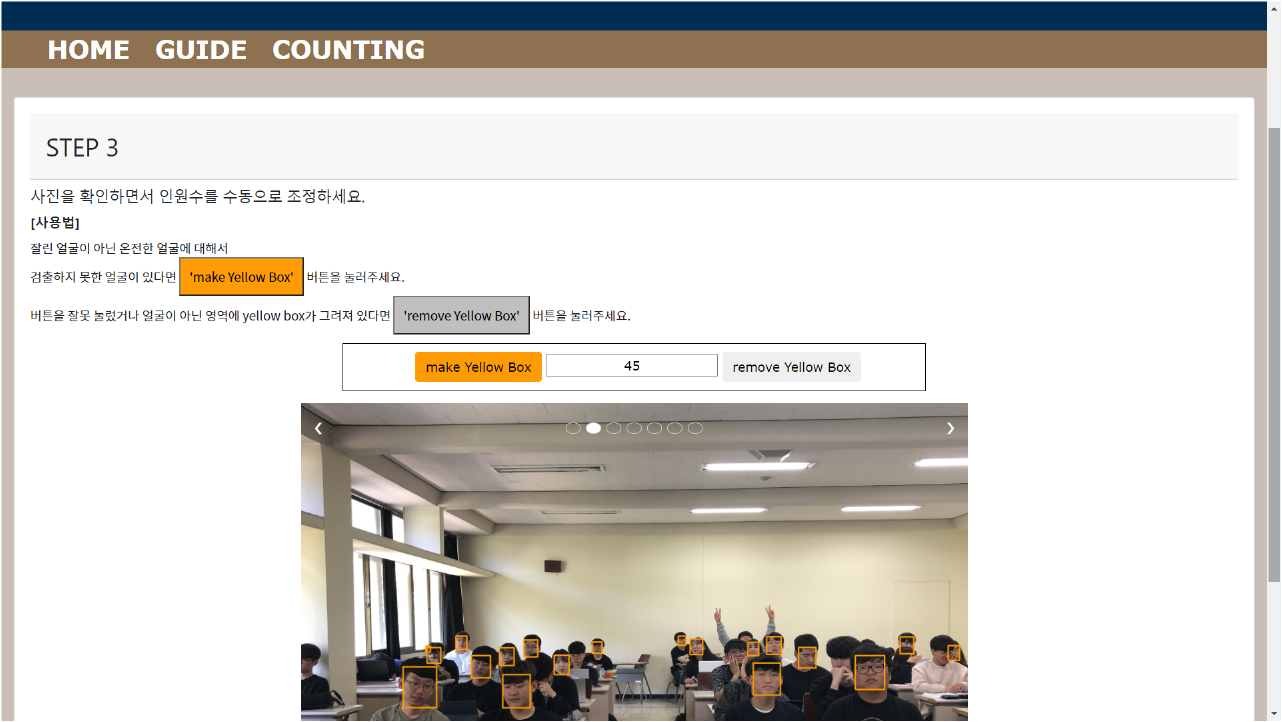 HOME GUIDE COUNTING
STEP 3
사진을 확인하면서 인원수를 수동으로 조정하세요.
[사용법]
잘린 얼굴이 아닌 온전한 얼굴에 대해서
검출하지 못한 얼굴이 있다면 'make Yellow Box' 버튼을 눌러주세요.
버튼을 잘못 눌렀거나 얼굴이 아닌 영역에 yellow box가 그려져 있다면 'remove Yellow Box' 버튼을 눌러주세요.
make Yellow Box 45 remove Yellow Box